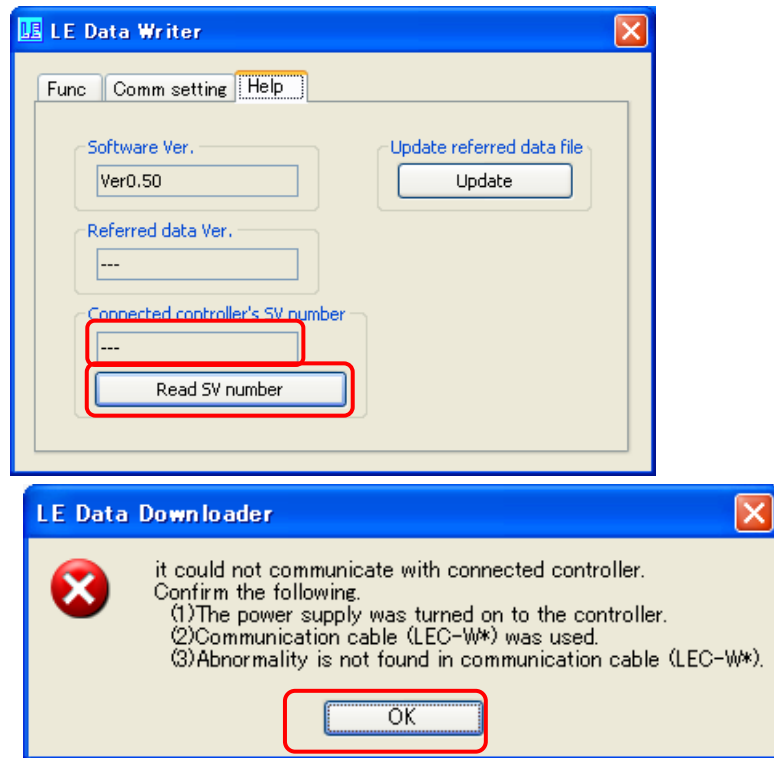 LE Data Writer
Func Comm setting Help
Software Ver. Update referred data file
Ver0.50 Update
Referred data Ver.
---
Connected controller's SV number
---
Read SV number
LE Data Downloader
it could not communicate with connected controller.
Confirm the following.
(1)The power supply was turned on to the controller.
(2)Communication cable (LEC-W*) was used.
(3)Abnormality is not found in communication cable (LEC-W*).
OK